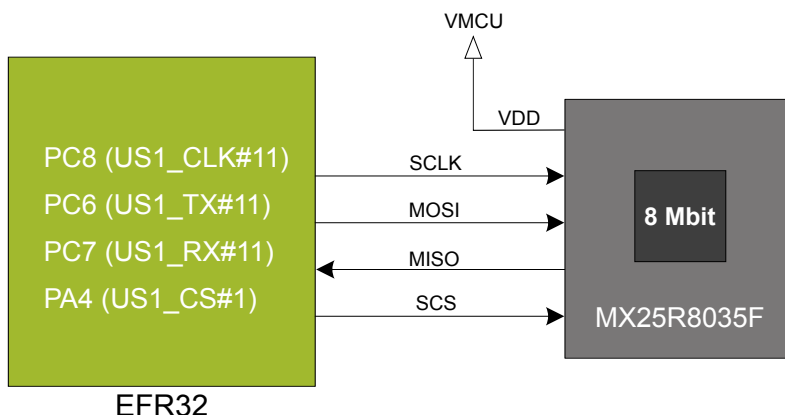 VMCU
VDD
PC8 (US1_CLK#11)
SCLK
PC6 (US1_TX#11)
MOSI
8 Mbit
PC7 (US1_RX#11)
MISO
PA4 (US1_CS#1)
SCS
MX25R8035F
EFR32